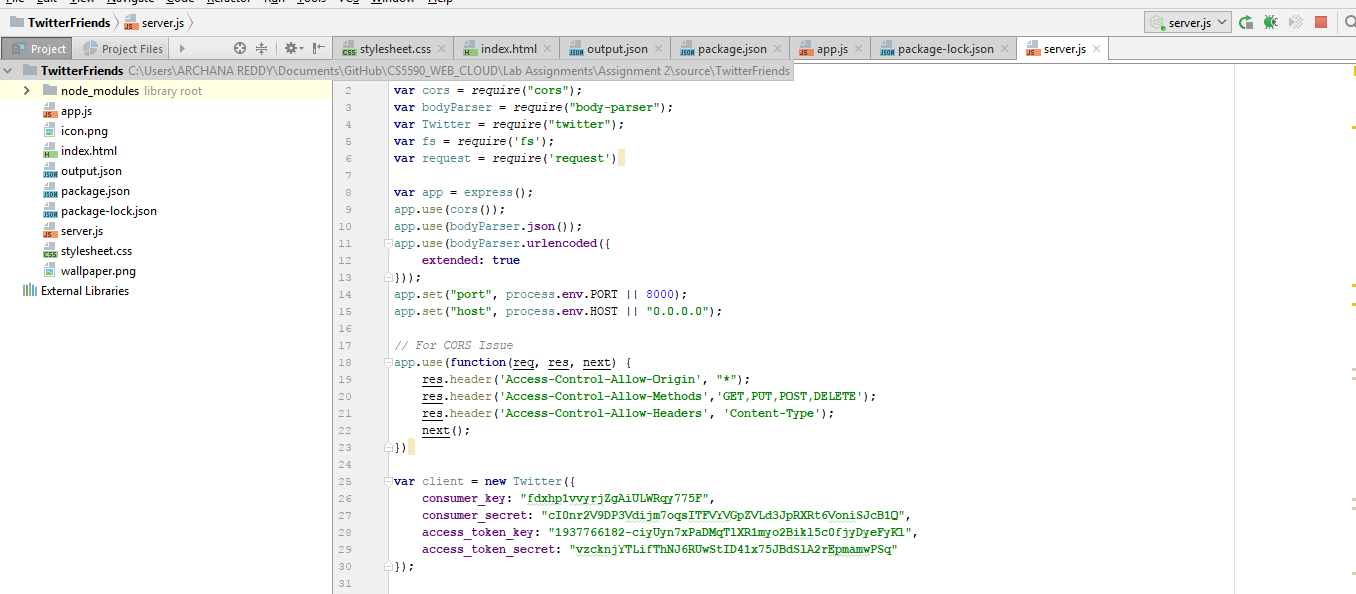 File Edit View Navigate Code Refactor Run Tools VCS Window Help
TwitterFriends server.js server.js
Project Project Files stylesheet.css index.html output.json package.json app.js package-lock.json server.js
TwitterFriends C:\Users\ARCHANA REDDY\Documents\GitHub\CS5590_WEB_CLOUD\Lab Assignments\Assignment 2\source\TwitterFriends
node_modules library root
app.js
icon.png
index.html
output.json
package.json
package-lock.json
server.js
stylesheet.css
wallpaper.png
External Libraries
2 var cors = require("cors");
3 var bodyParser = require("body-parser");
4 var Twitter = require("twitter");
5 var fs = require('fs');
6 var request = require('request')
7
8 var app = express();
9 app.use(cors());
10 app.use(bodyParser.json());
11 app.use(bodyParser.urlencoded({
12 extended: true
13 }));
14 app.set("port", process.env.PORT || 8000);
15 app.set("host", process.env.HOST || "0.0.0.0");
16
17 // For CORS Issue
18 app.use(function(req, res, next) {
19 res.header('Access-Control-Allow-Origin', "*");
20 res.header('Access-Control-Allow-Methods','GET,PUT,POST,DELETE');
21 res.header('Access-Control-Allow-Headers', 'Content-Type');
22 next();
23 })
24
25 var client = new Twitter({
26 consumer_key: "fdxhp1vvyrjZgAiULWRqy775F",
27 consumer_secret: "cI0nr2V9DP3Vdijm7oqsITFVYVGpZVLd3JpRXRt6VoniSJcB1Q",
28 access_token_key: "1937766182-ciyUyn7xPaDMqTlXR1myo2Bikl5c0fjyDyeFyKl",
29 access_token_secret: "vzcknjYTLifThNJ6RUwStID41x75JBdSlA2rEpmamwPSq"
30 });
31